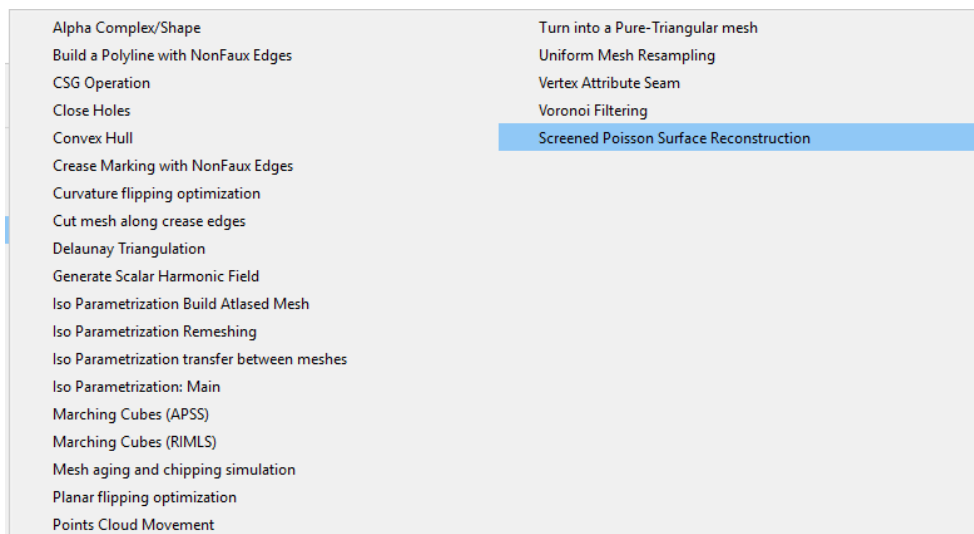 Alpha Complex/Shape
Build a Polyline with NonFaux Edges
CSG Operation
Close Holes
Convex Hull
Crease Marking with NonFaux Edges
Curvature flipping optimization
Cut mesh along crease edges
Delaunay Triangulation
Generate Scalar Harmonic Field
Iso Parametrization Build Atlased Mesh
Iso Parametrization Remeshing
Iso Parametrization transfer between meshes
Iso Parametrization: Main
Marching Cubes (APSS)
Marching Cubes (RIMLS)
Mesh aging and chipping simulation
Planar flipping optimization
Points Cloud Movement
Turn into a Pure-Triangular mesh
Uniform Mesh Resampling
Vertex Attribute Seam
Voronoi Filtering
Screened Poisson Surface Reconstruction